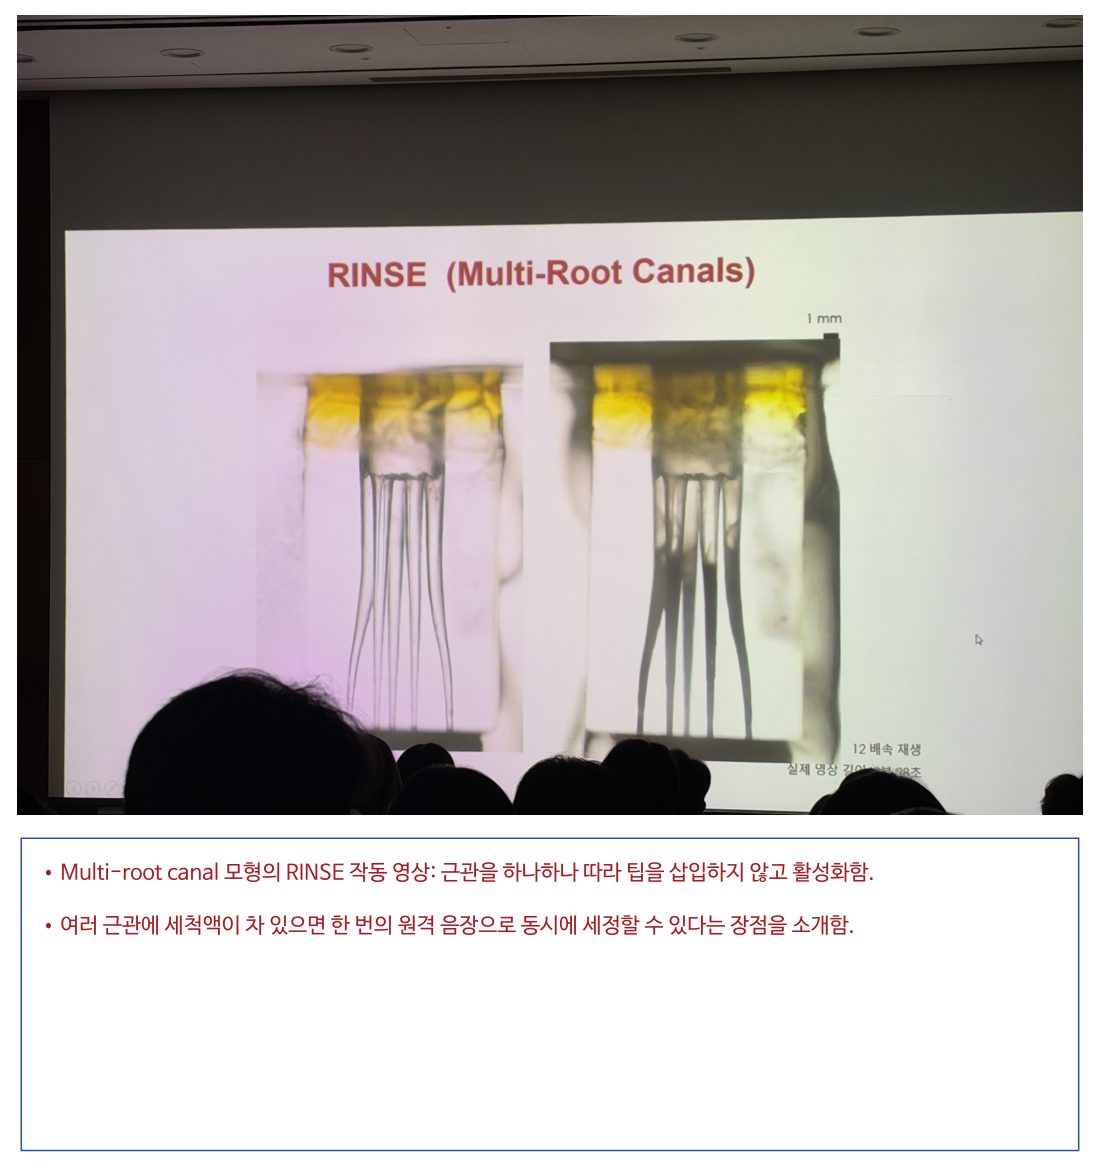 RINSE (Multi-Root Canals)
1 mm
12 배속 재생
실제 영상 28초
• Multi-root canal 모형의 RINSE 작동 영상: 근관을 하나하나 따라 팁을 삽입하지 않고 활성화함.
• 여러 근관에 세척액이 차 있으면 한 번의 원격 음장으로 동시에 세정할 수 있다는 장점을 소개함.